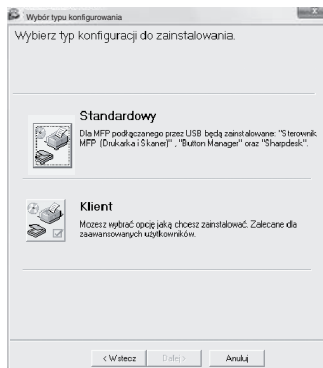 Wybór typu konfigurowania
Wybierz typ konfiguracji do zainstalowania.
Standardowy
Dla MFP podłączanego przez USB będą zainstalowane: "Sterownik
MFP (Drukarka i Skaner)" , "Button Manager" oraz "Sharpdesk".
Klient
Mozesz wybrać opcję jaką chcesz zainstalować. Zalecane dla
zaawansowanych użytkowników.
< Wstecz
Dalej >
Anuluj